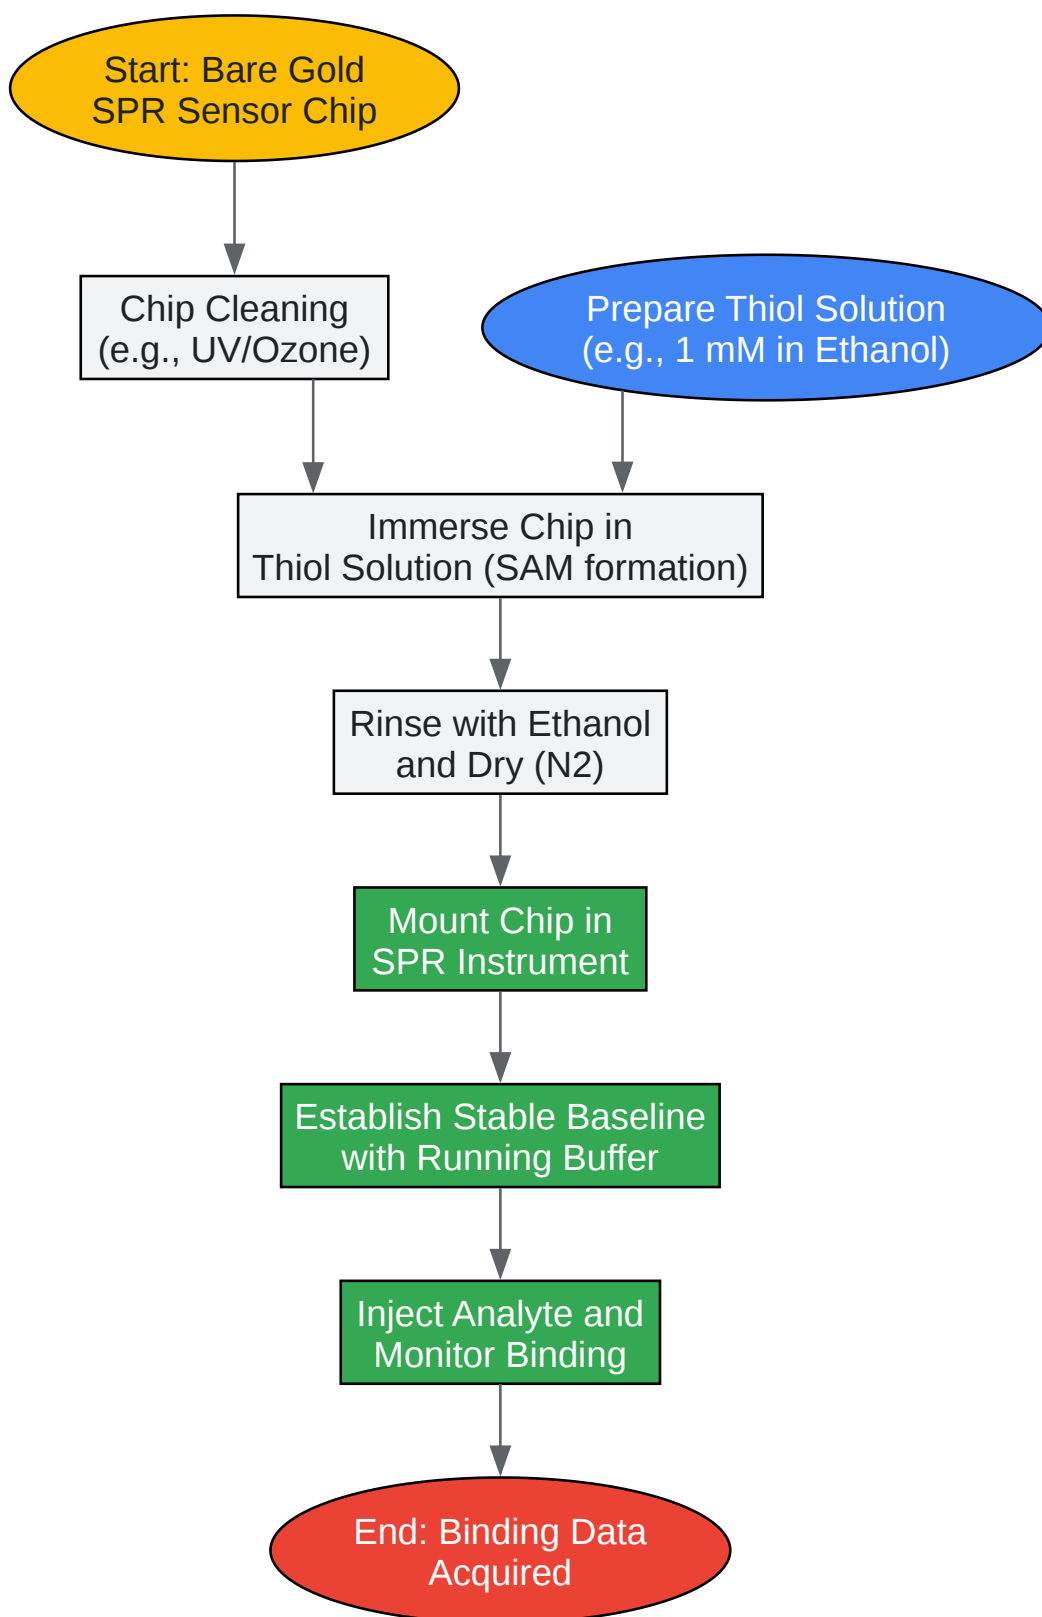 Start: Bare Gold
SPR Sensor Chip
Chip Cleaning
(e.g., UV/Ozone)
Prepare Thiol Solution
(e.g., 1 mM in Ethanol)
Immerse Chip in
Thiol Solution (SAM formation)
Rinse with Ethanol
and Dry (N2)
Mount Chip in
SPR Instrument
Establish Stable Baseline
with Running Buffer
Inject Analyte and
Monitor Binding
End: Binding Data
Acquired